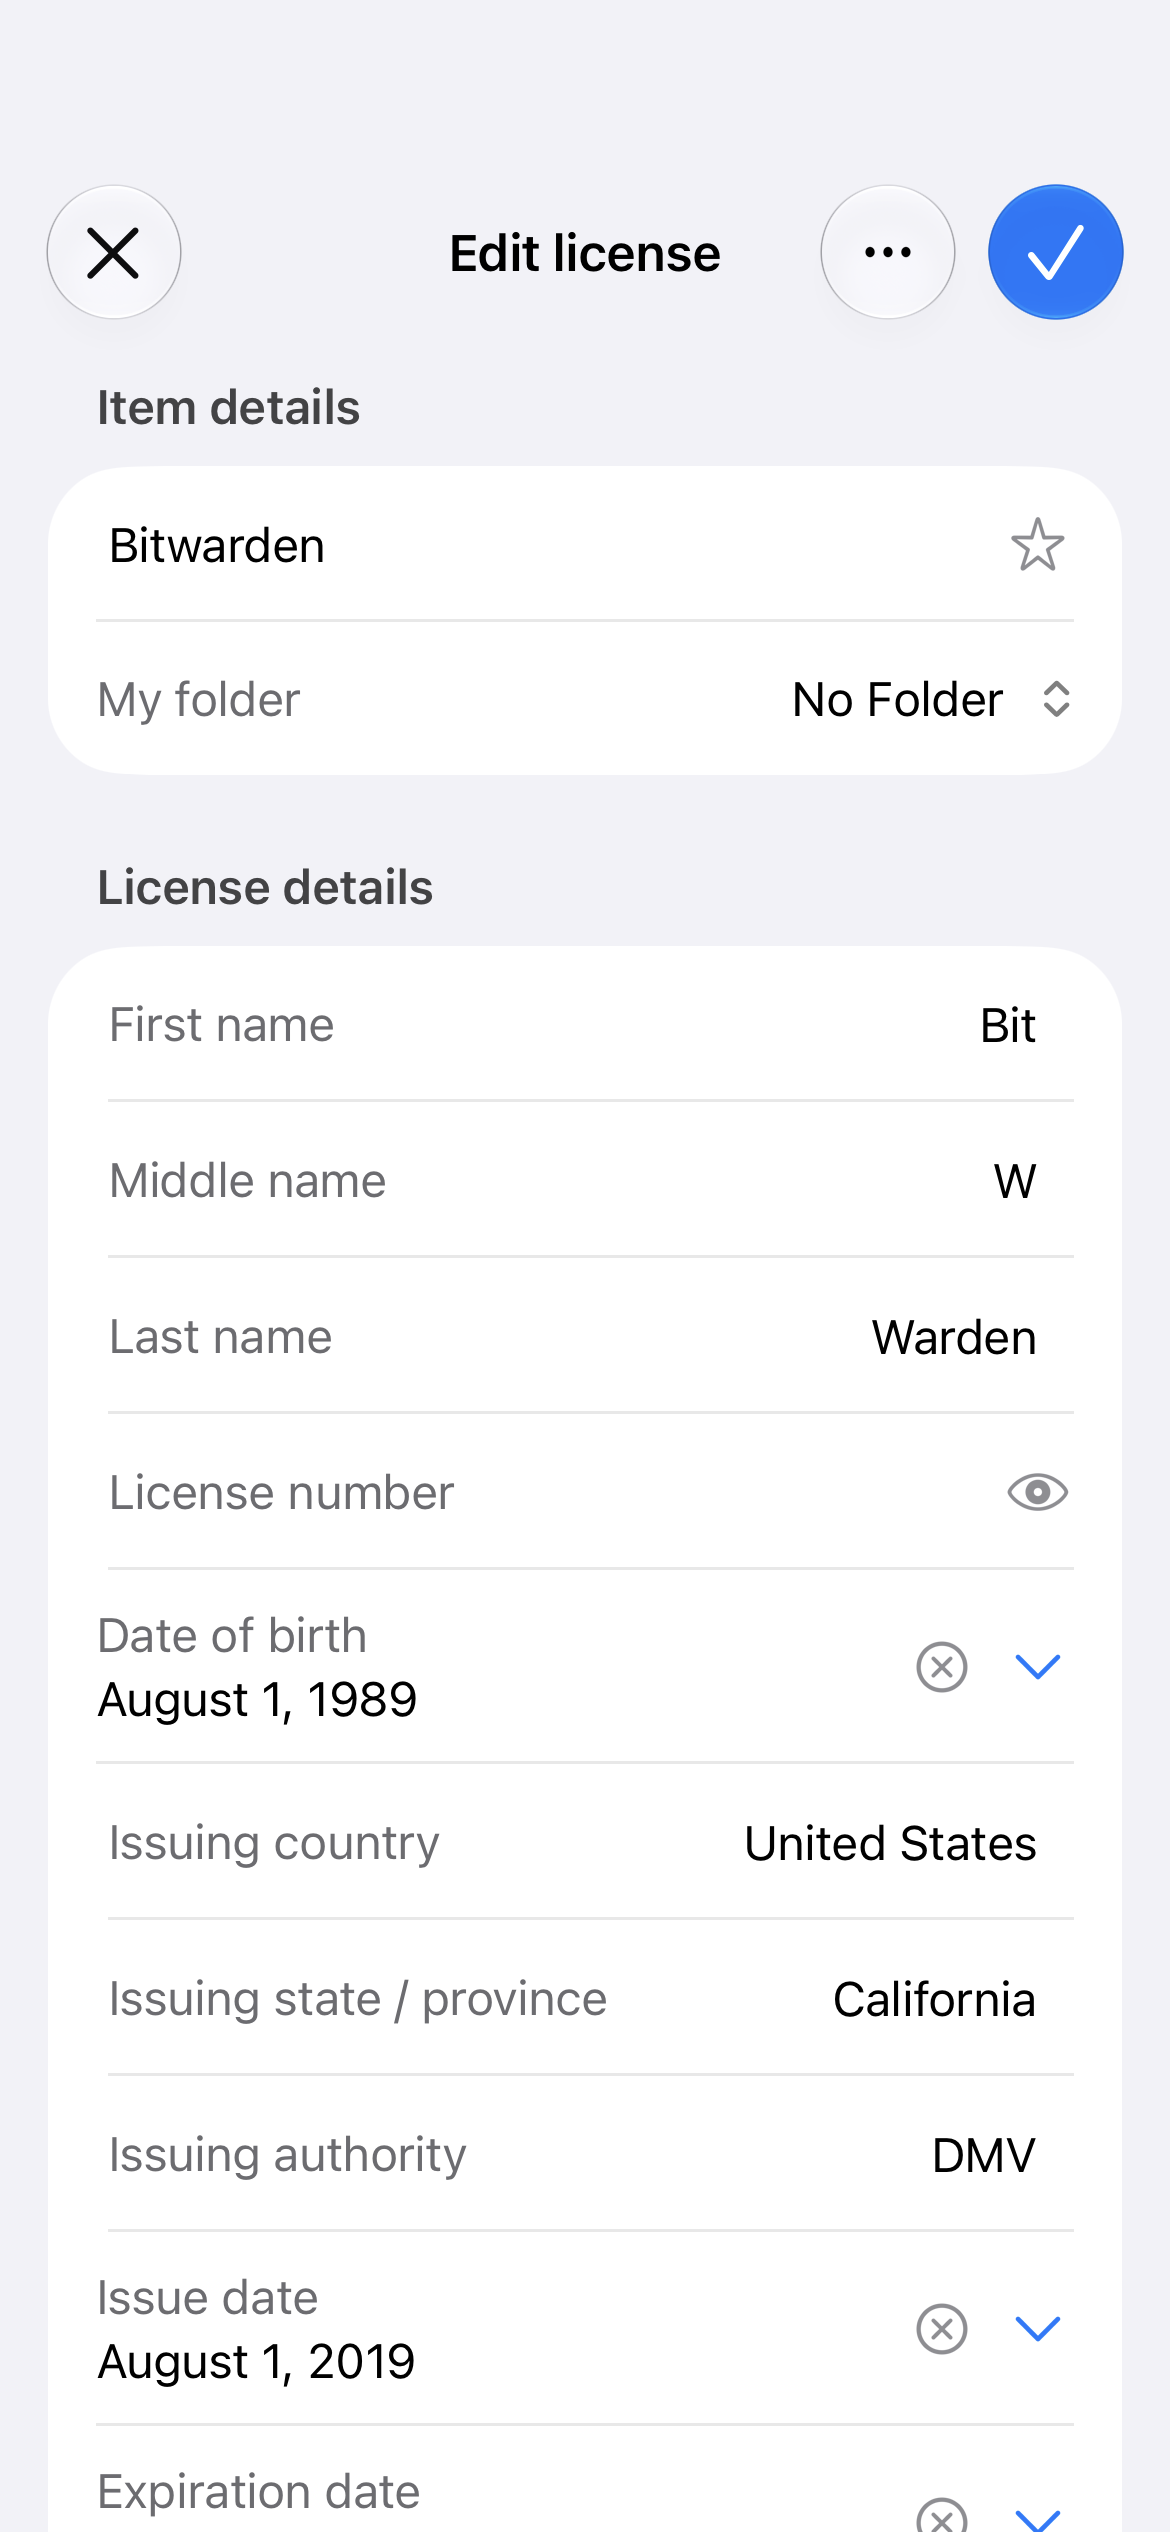 Edit license
Item details
Bitwarden
My folder No Folder
License details
First name Bit
Middle name W
Last name Warden
License number
Date of birth
August 1, 1989
Issuing country United States
Issuing state / province California
Issuing authority DMV
Issue date
August 1, 2019
Expiration date